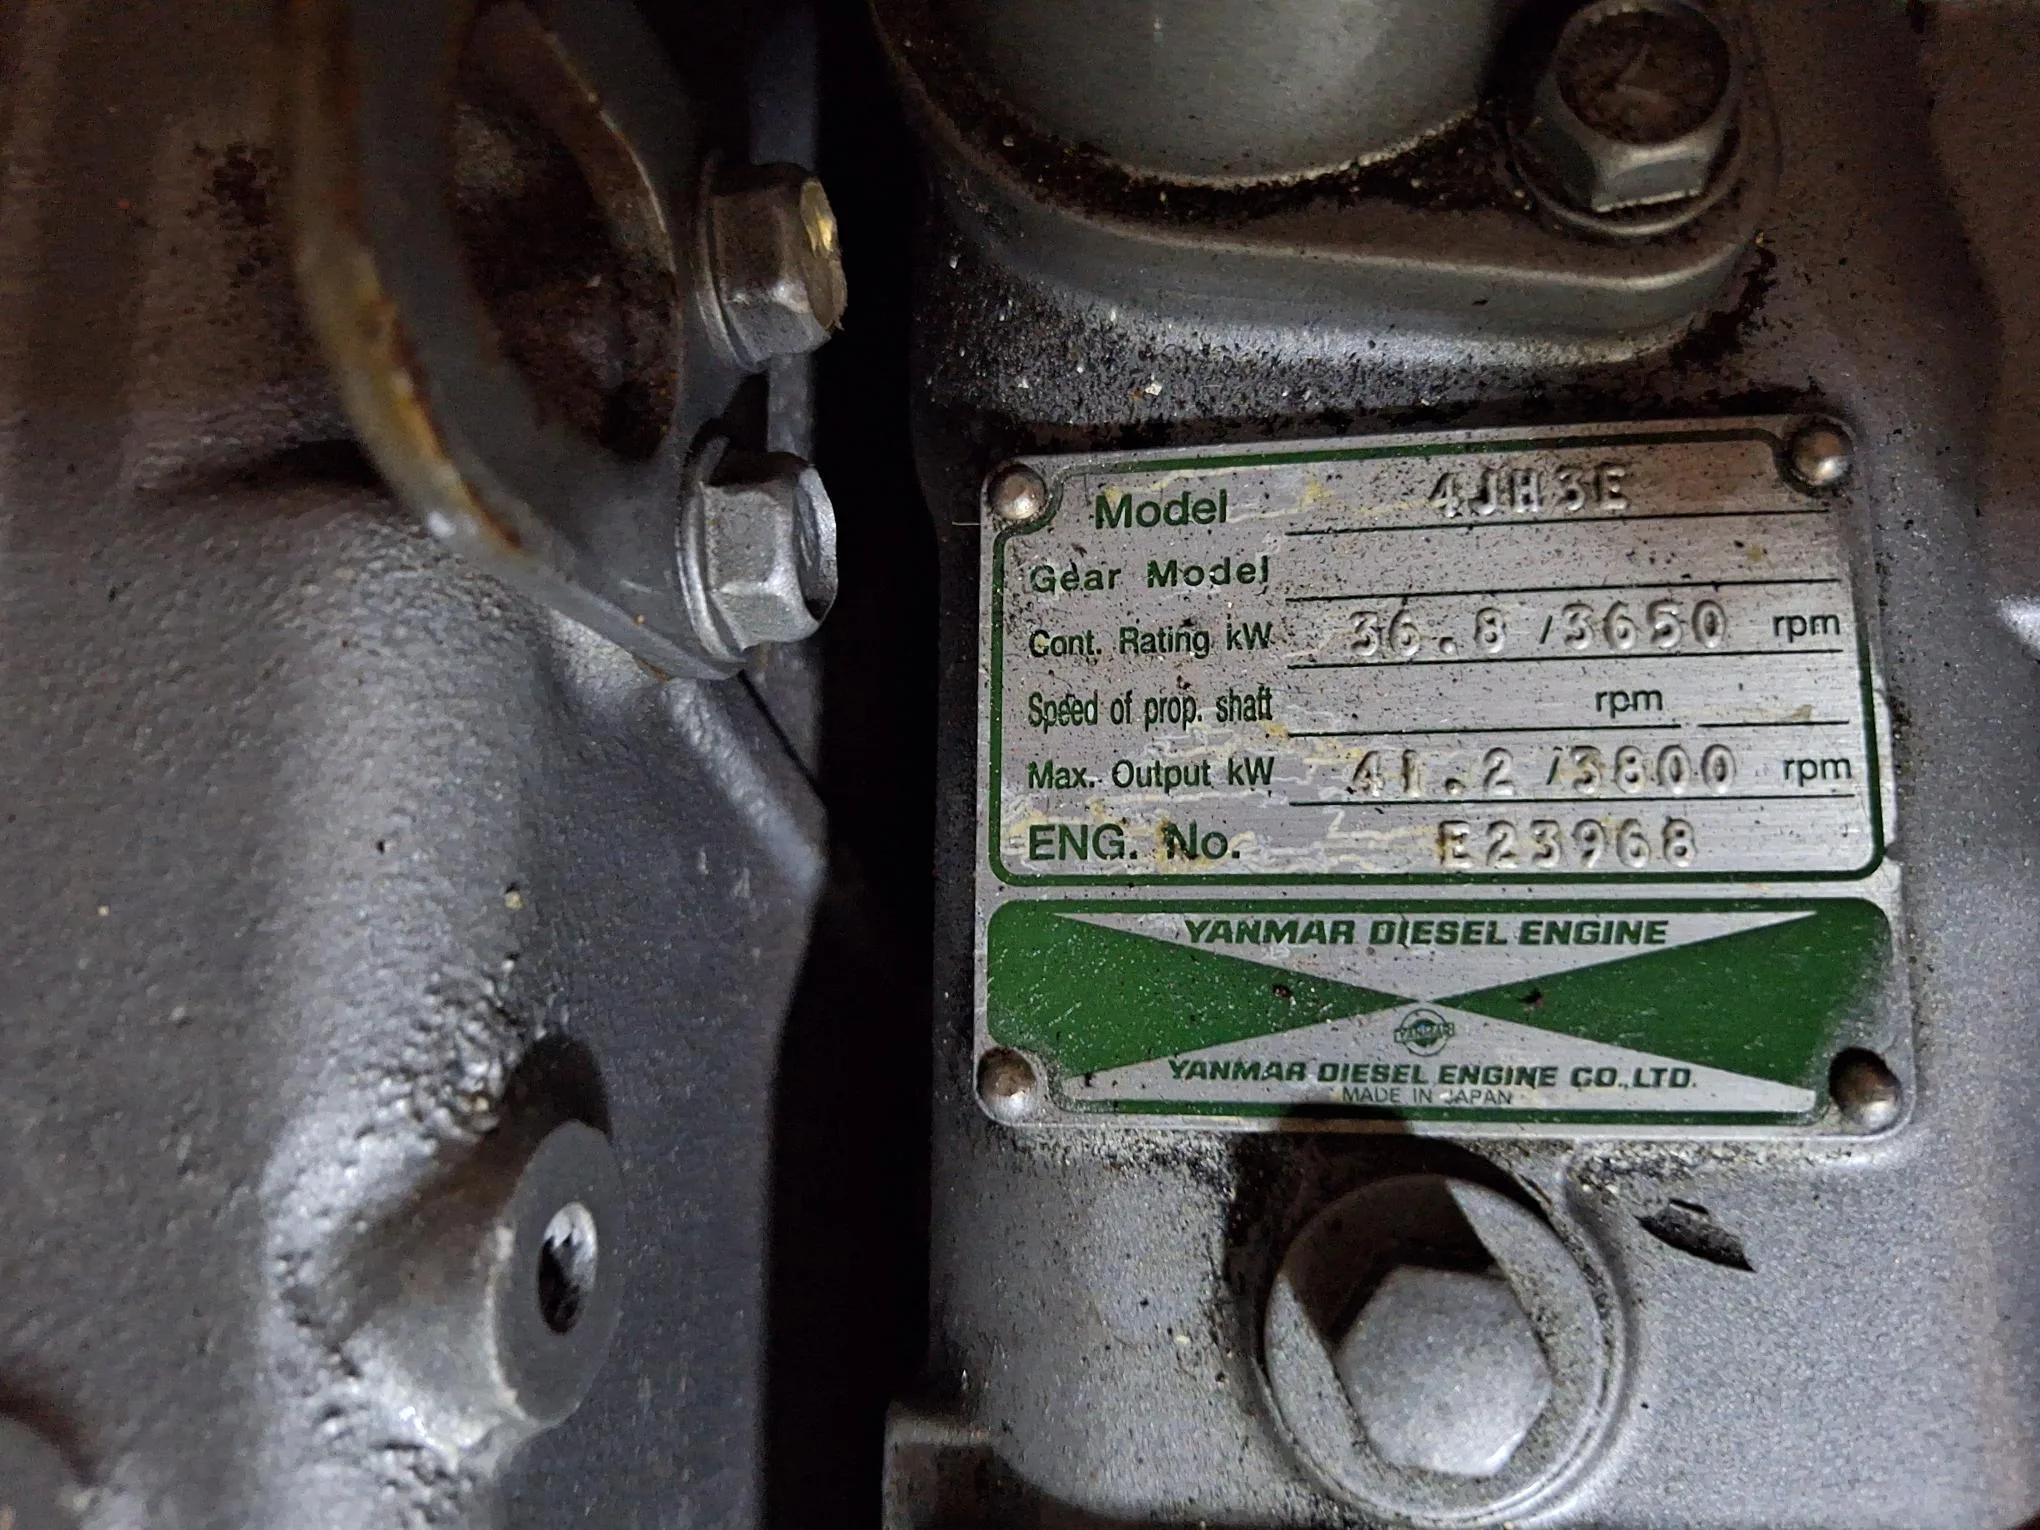 Model 4JH3E
Gear Model
Cont. Rating kW 36.8 /3650 rpm
Speed of prop. shaft rpm
Max. Output kW 41.2 /3800 rpm
ENG. No. E23968
YANMAR DIESEL ENGINE
YANMAR
YANMAR DIESEL ENGINE CO.,LTD.
MADE IN JAPAN